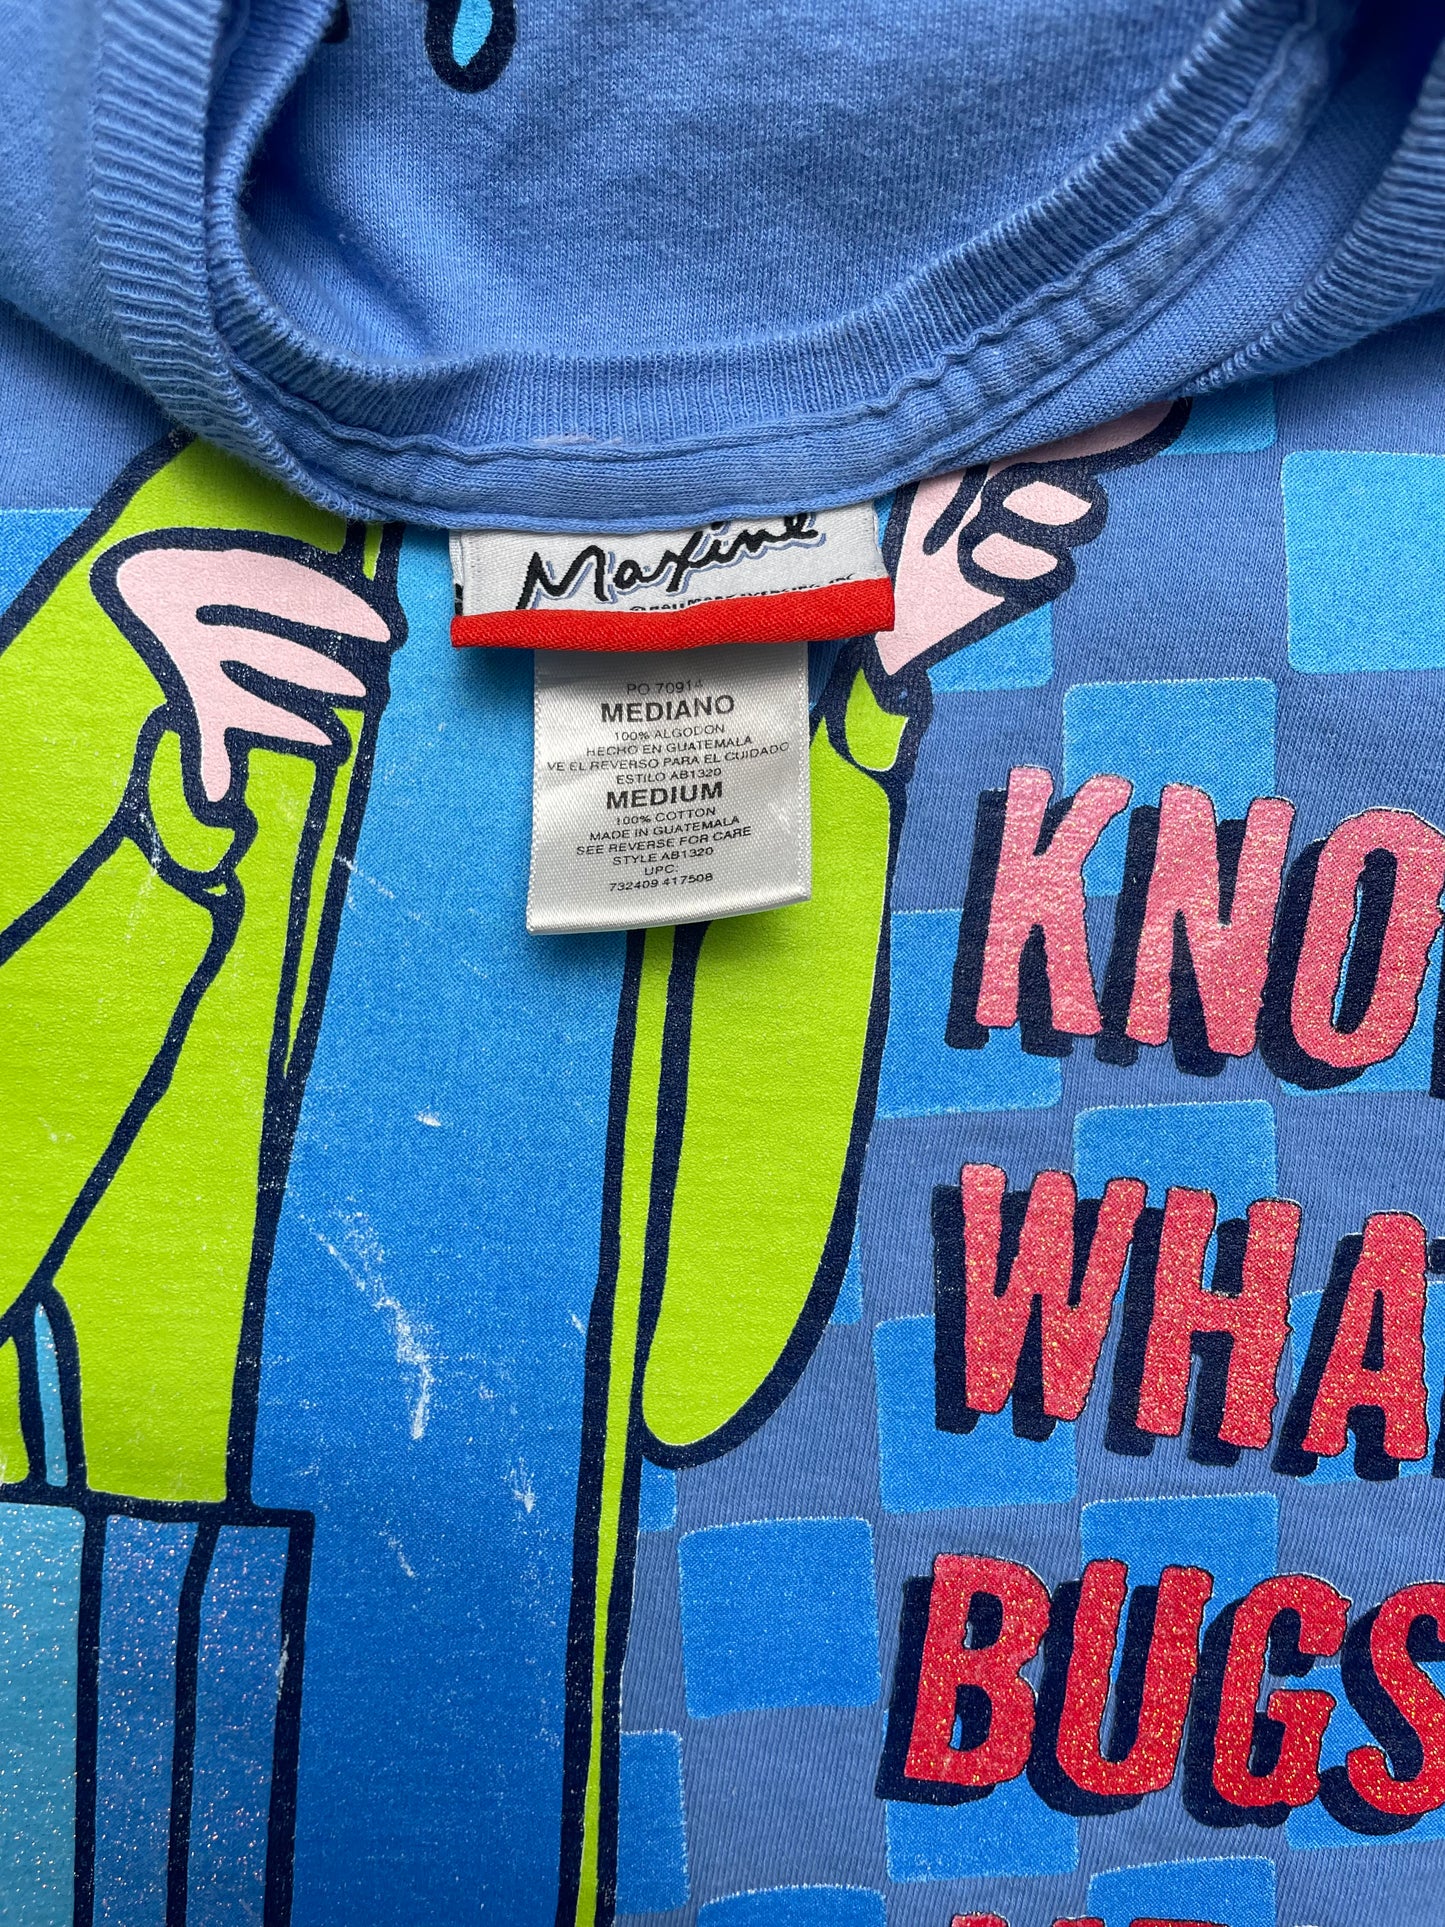 Maxine
PO 70914
MEDIANO
100% ALGODON
HECHO EN GUATEMALA
VE EL REVERSO PARA EL CUIDADO
ESTILO AB1320
MEDIUM
100% COTTON
MADE IN GUATEMALA
SEE REVERSE FOR CARE
STYLE AB1320
UPC:
732409 417508
KNO
WHA
BUGS